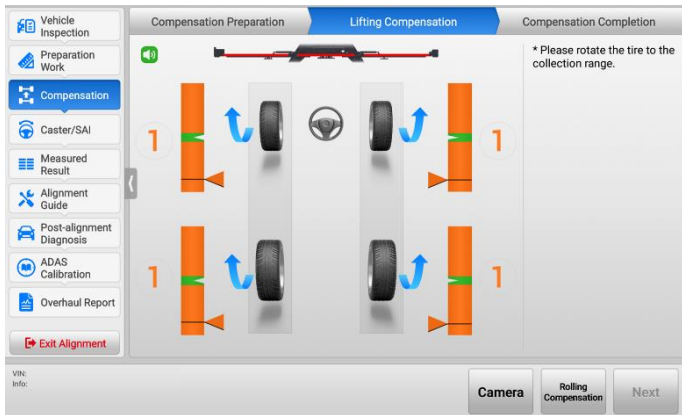 Vehicle
Inspection
Preparation
Work
Compensation
Caster/SAI
Measured
Result
Alignment
Guide
Post-alignment
Diagnosis
ADAS
Calibration
Overhaul Report
Exit Alignment
Compensation Preparation
Lifting Compensation
Compensation Completion
* Please rotate the tire to the
collection range.
1
1
1
1
VIN:
Info:
Camera
Rolling
Compensation
Next